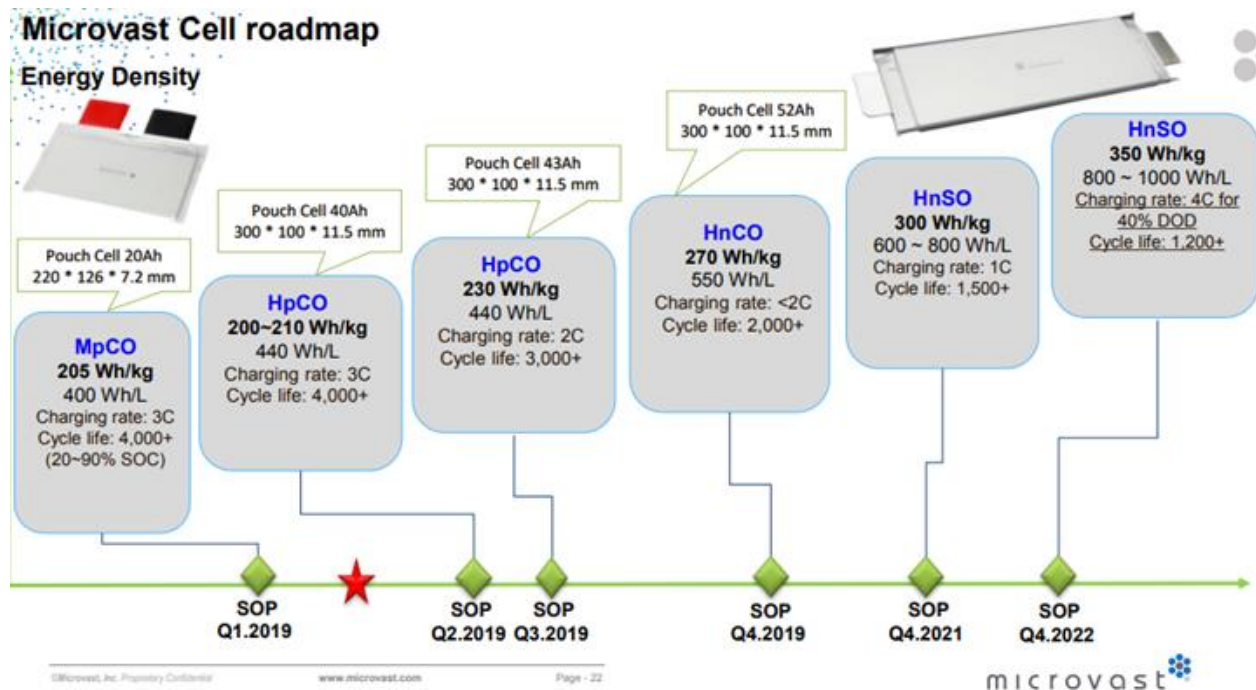 Microvast Cell roadmap
Energy Density
Pouch Cell 20Ah
220 * 126 * 7.2 mm
MpCO
205 Wh/kg
400 Wh/L
Charging rate: 3C
Cycle life: 4,000+
(20~90% SOC)
Pouch Cell 40Ah
300 * 100 * 11.5 mm
HpCO
200~210 Wh/kg
440 Wh/L
Charging rate: 3C
Cycle life: 4,000+
Pouch Cell 43Ah
300 * 100 * 11.5 mm
HpCO
230 Wh/kg
440 Wh/L
Charging rate: 2C
Cycle life: 3,000+
Pouch Cell 52Ah
300 * 100 * 11.5 mm
HnCO
270 Wh/kg
550 Wh/L
Charging rate: <2C
Cycle life: 2,000+
HnSO
300 Wh/kg
600 ~ 800 Wh/L
Charging rate: 1C
Cycle life: 1,500+
HnSO
350 Wh/kg
800 ~ 1000 Wh/L
Charging rate: 4C for
40% DOD
Cycle life: 1,200+
SOP
Q1.2019
SOP
Q2.2019
SOP
Q3.2019
SOP
Q4.2019
SOP
Q4.2021
SOP
Q4.2022
©Microvast, Inc. Proprietary Confidential
www.microvast.com
Page - 22
microvast